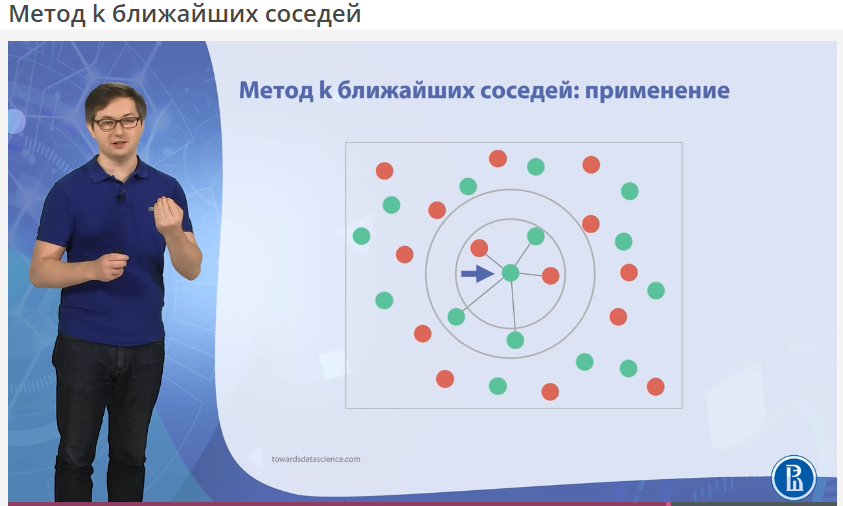 Метод k ближайших соседей
Метод k ближайших соседей: применение
towardsdatascience.com